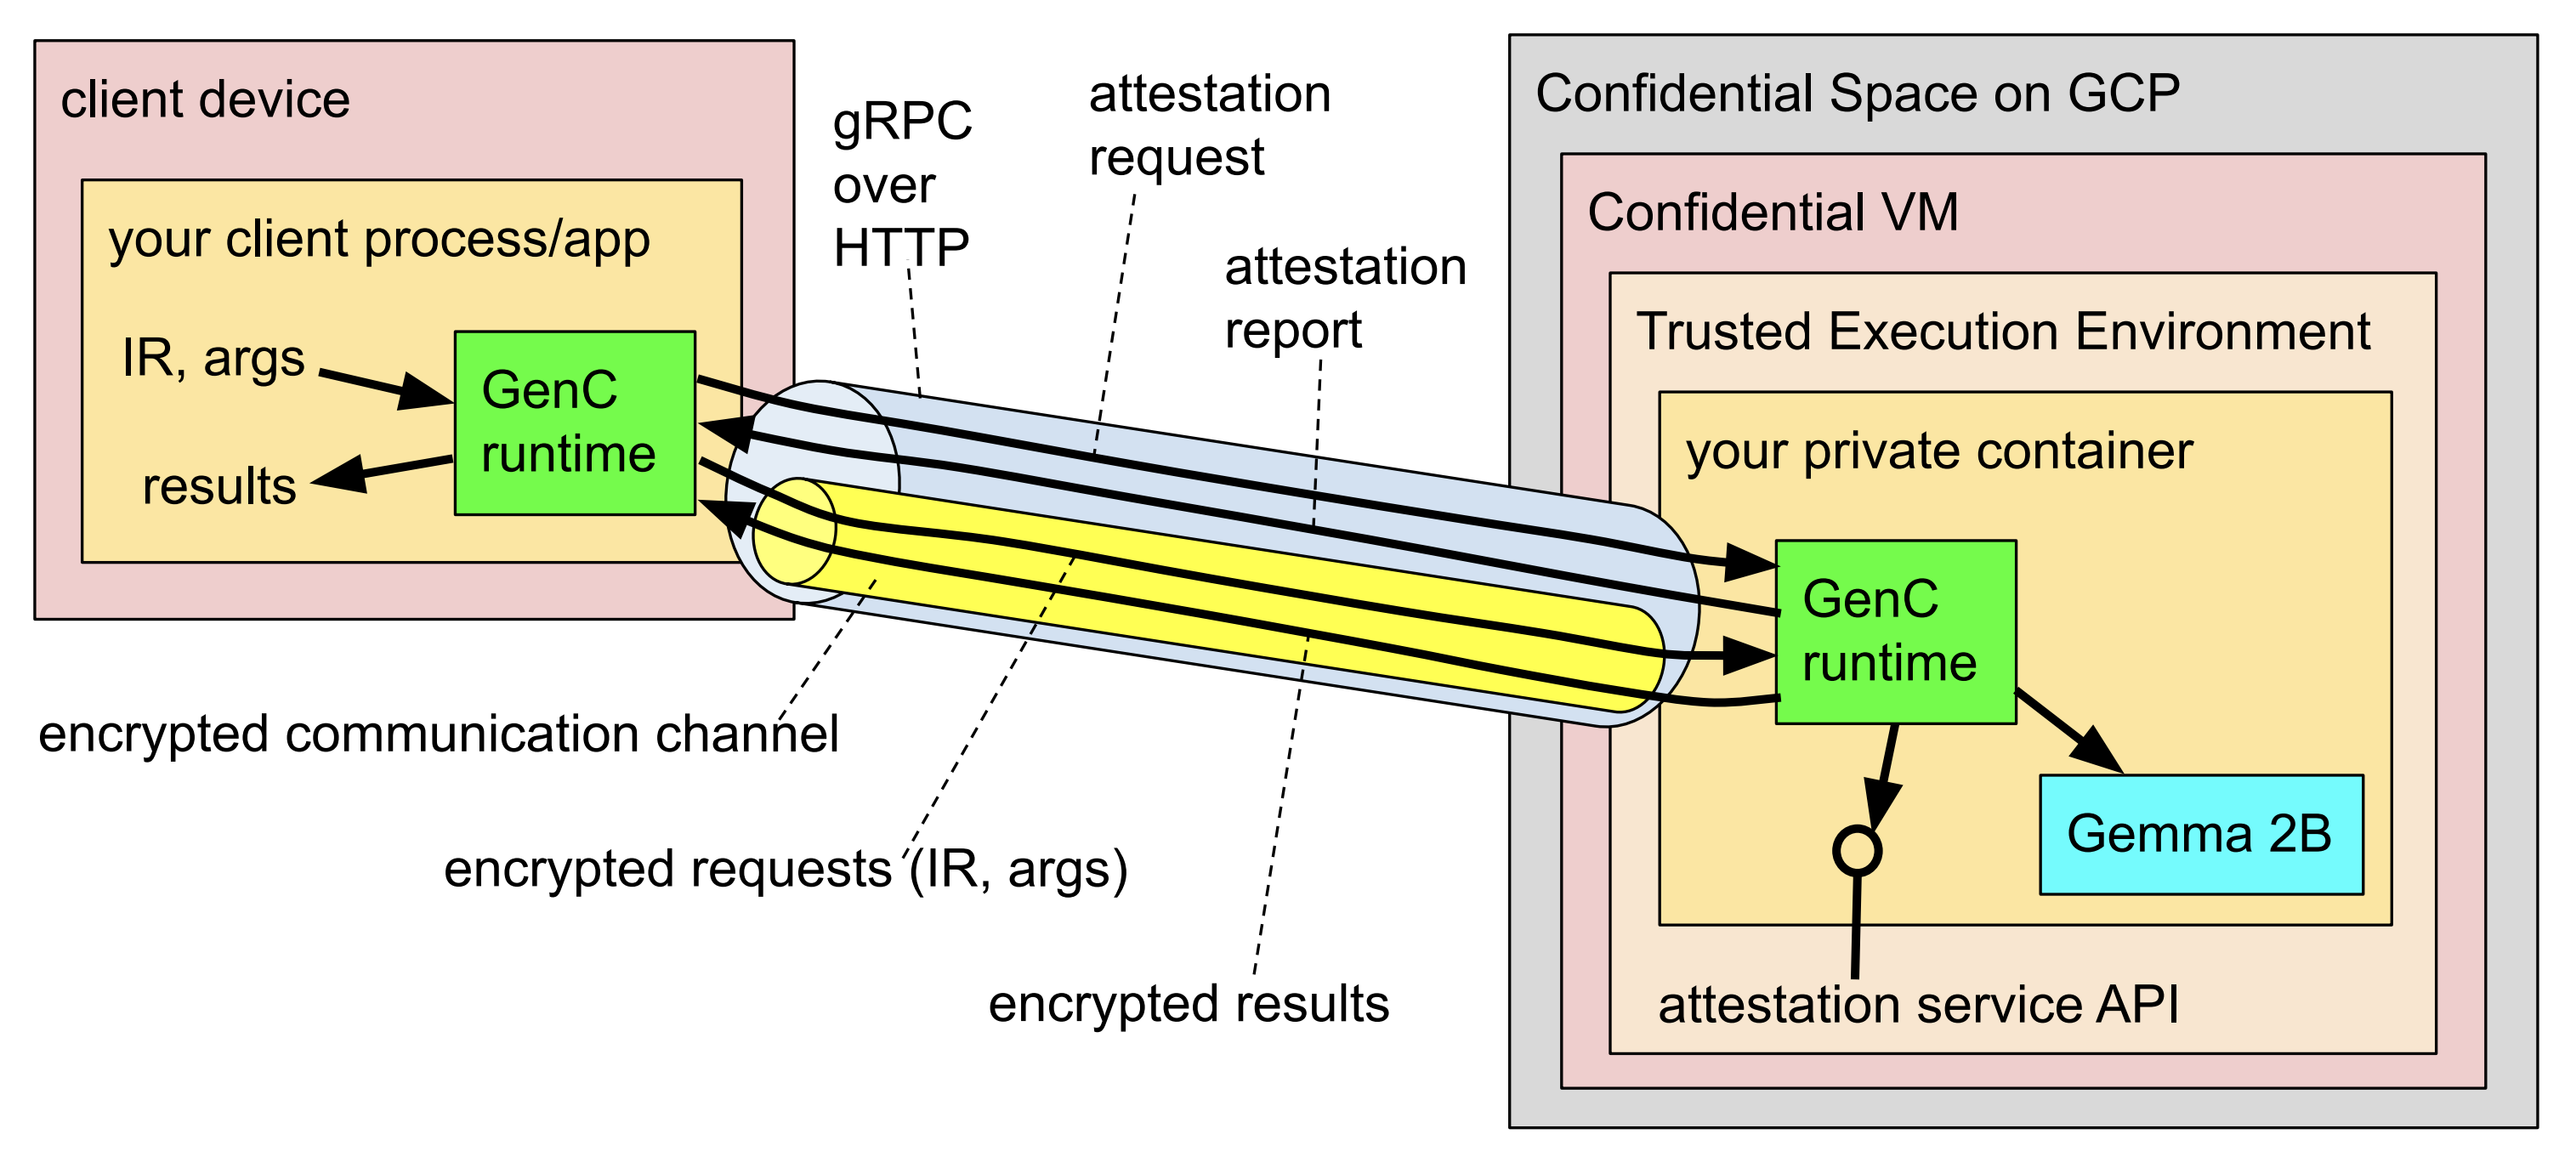 client device
your client process/app
IR, args
results
GenC
runtime
gRPC
over
HTTP
attestation
request
attestation
report
encrypted communication channel
encrypted requests (IR, args)
encrypted results
Confidential Space on GCP
Confidential VM
Trusted Execution Environment
your private container
GenC
runtime
Gemma 2B
attestation service API